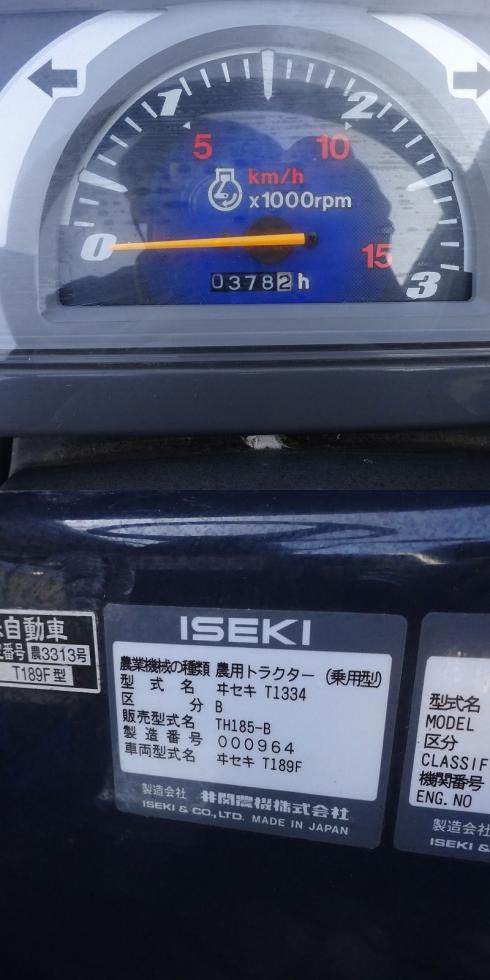 1
2
5
10
km/h
x1000rpm
0
15
03782h
3
自動車
番号 農3313号
T189F 型
ISEKI
農業機械の種類 農用トラクター (乗用型)
型式名 ヰセキ T1334
区分 B
販売型式名 TH185-B
製造番号 000964
車両型式名 ヰセキ T189F
製造会社 井関農機株式会社
ISEKI & CO.,LTD. MADE IN JAPAN
型式名
MODEL
区分
CLASSIF
機関番号
ENG. NO
製造会社
ISEKI &